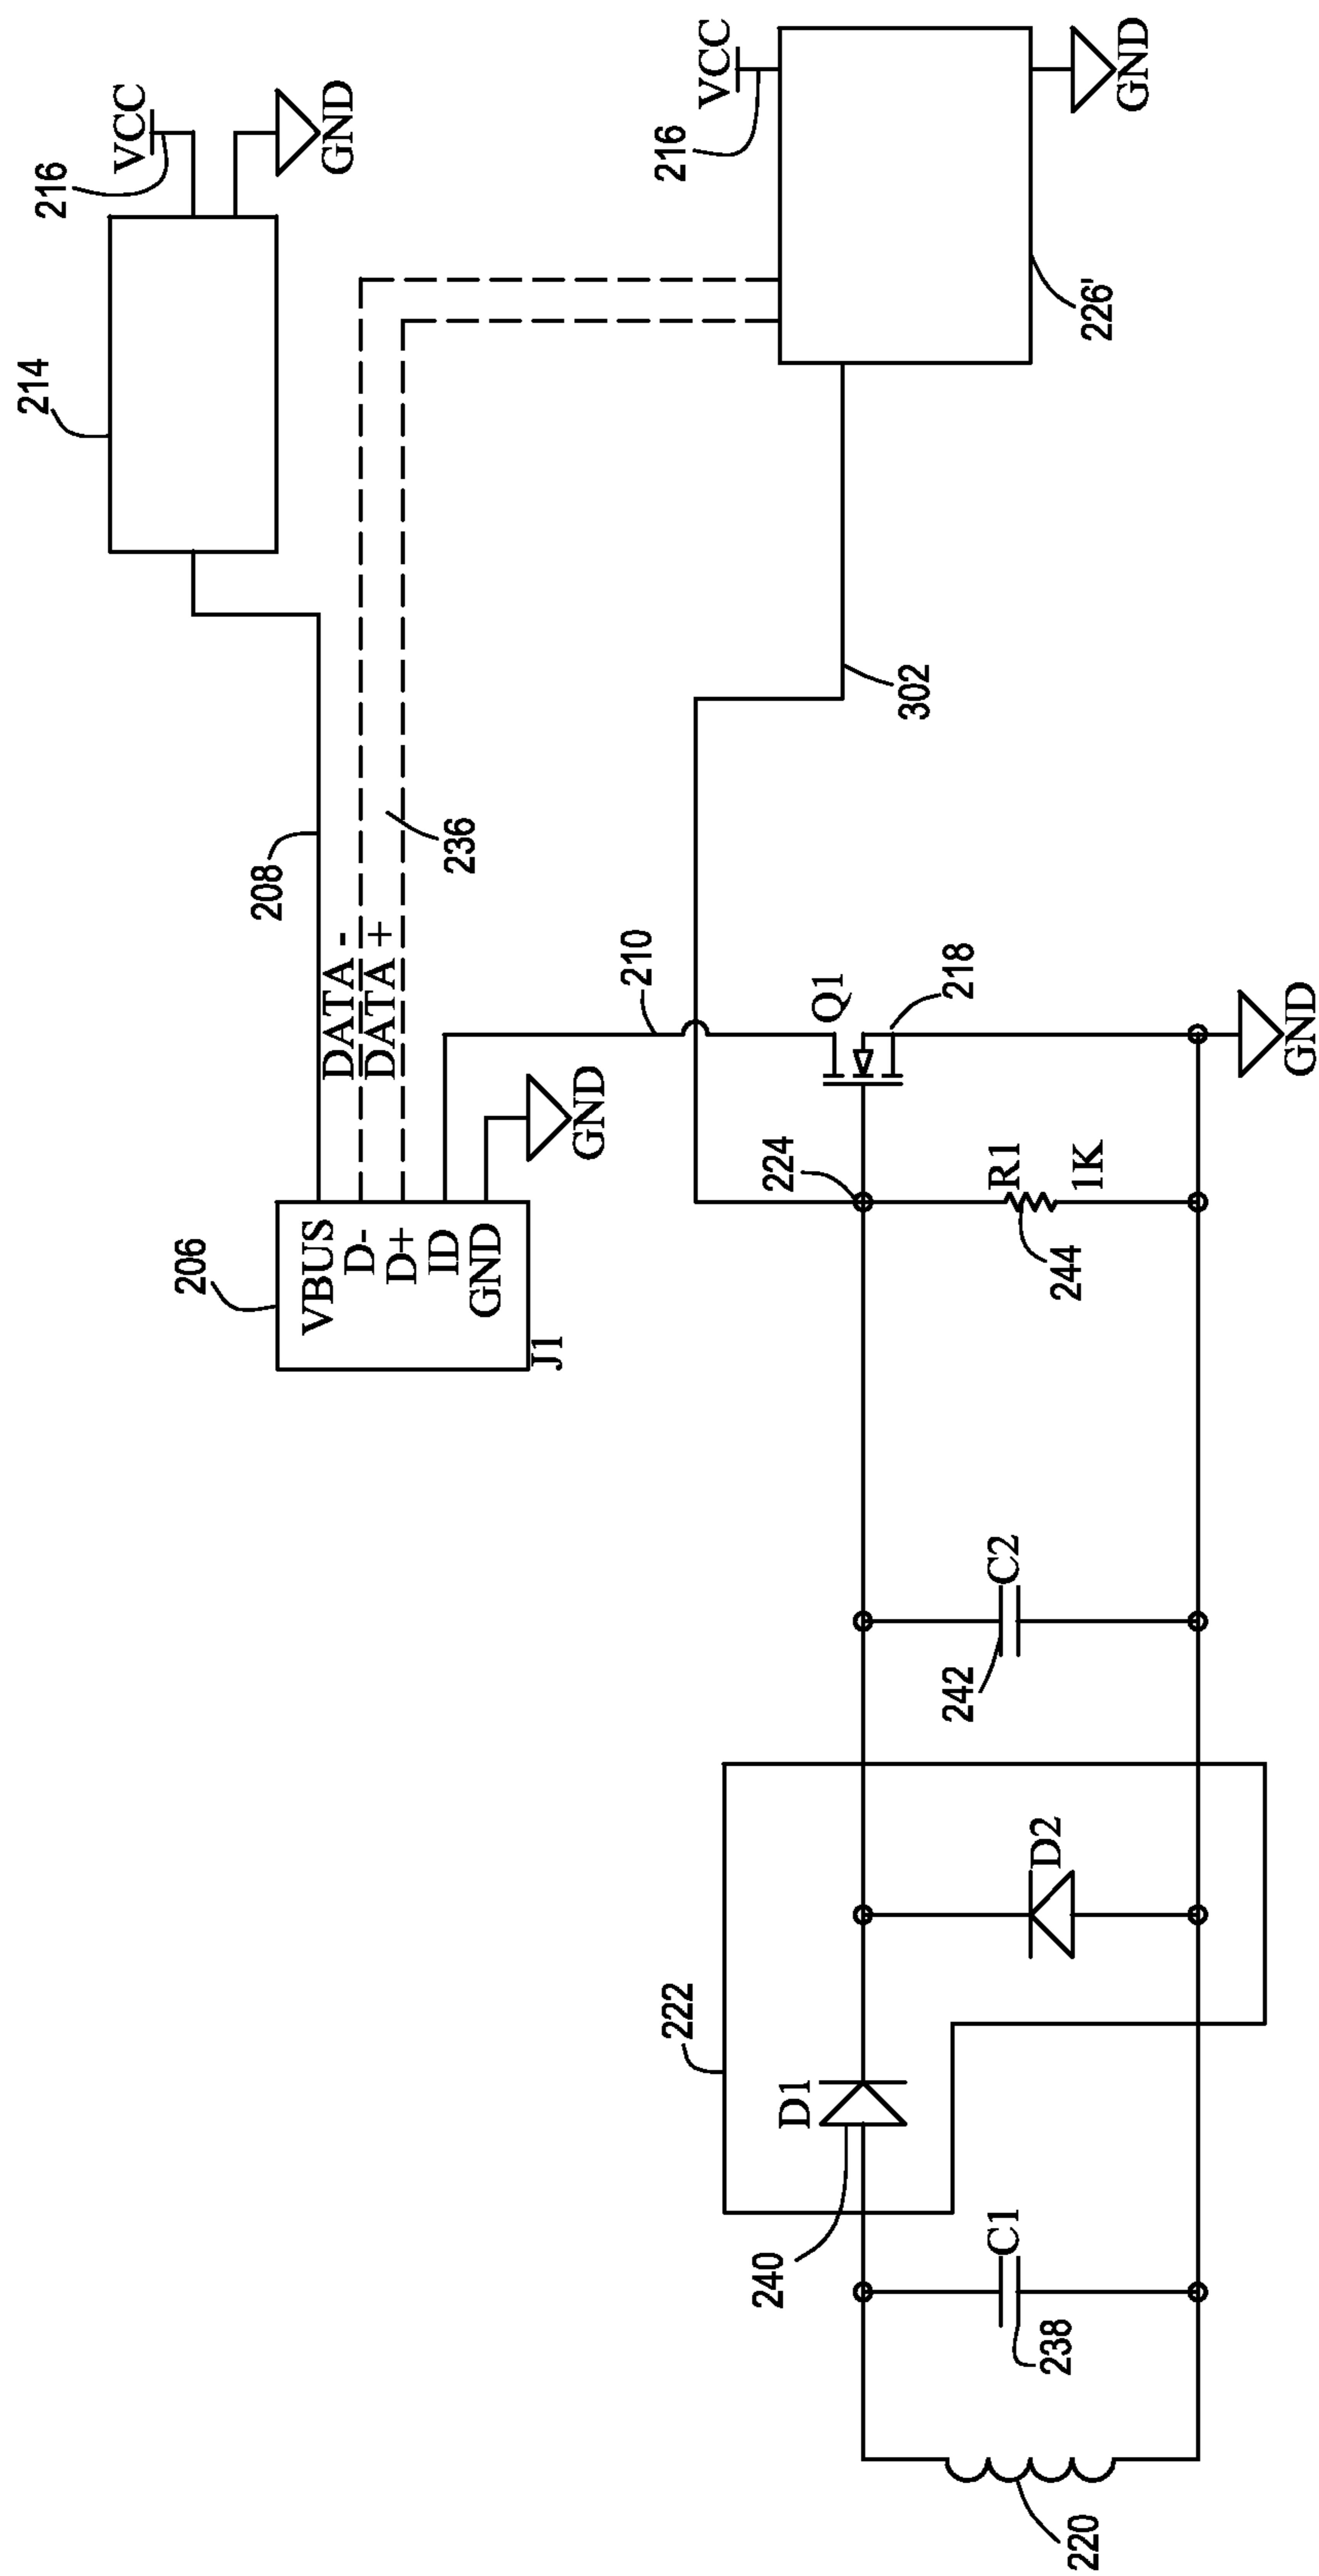 214
216
VCC
GND
206
208
VBUS
D-
D+
ID
GND
J1
DATA -
DATA +
236
GND
210
216
VCC
222
240
D1
224
Q1
302
242
218
C1
C2
R1
238
D2
244
1K
220
226'
GND
GND